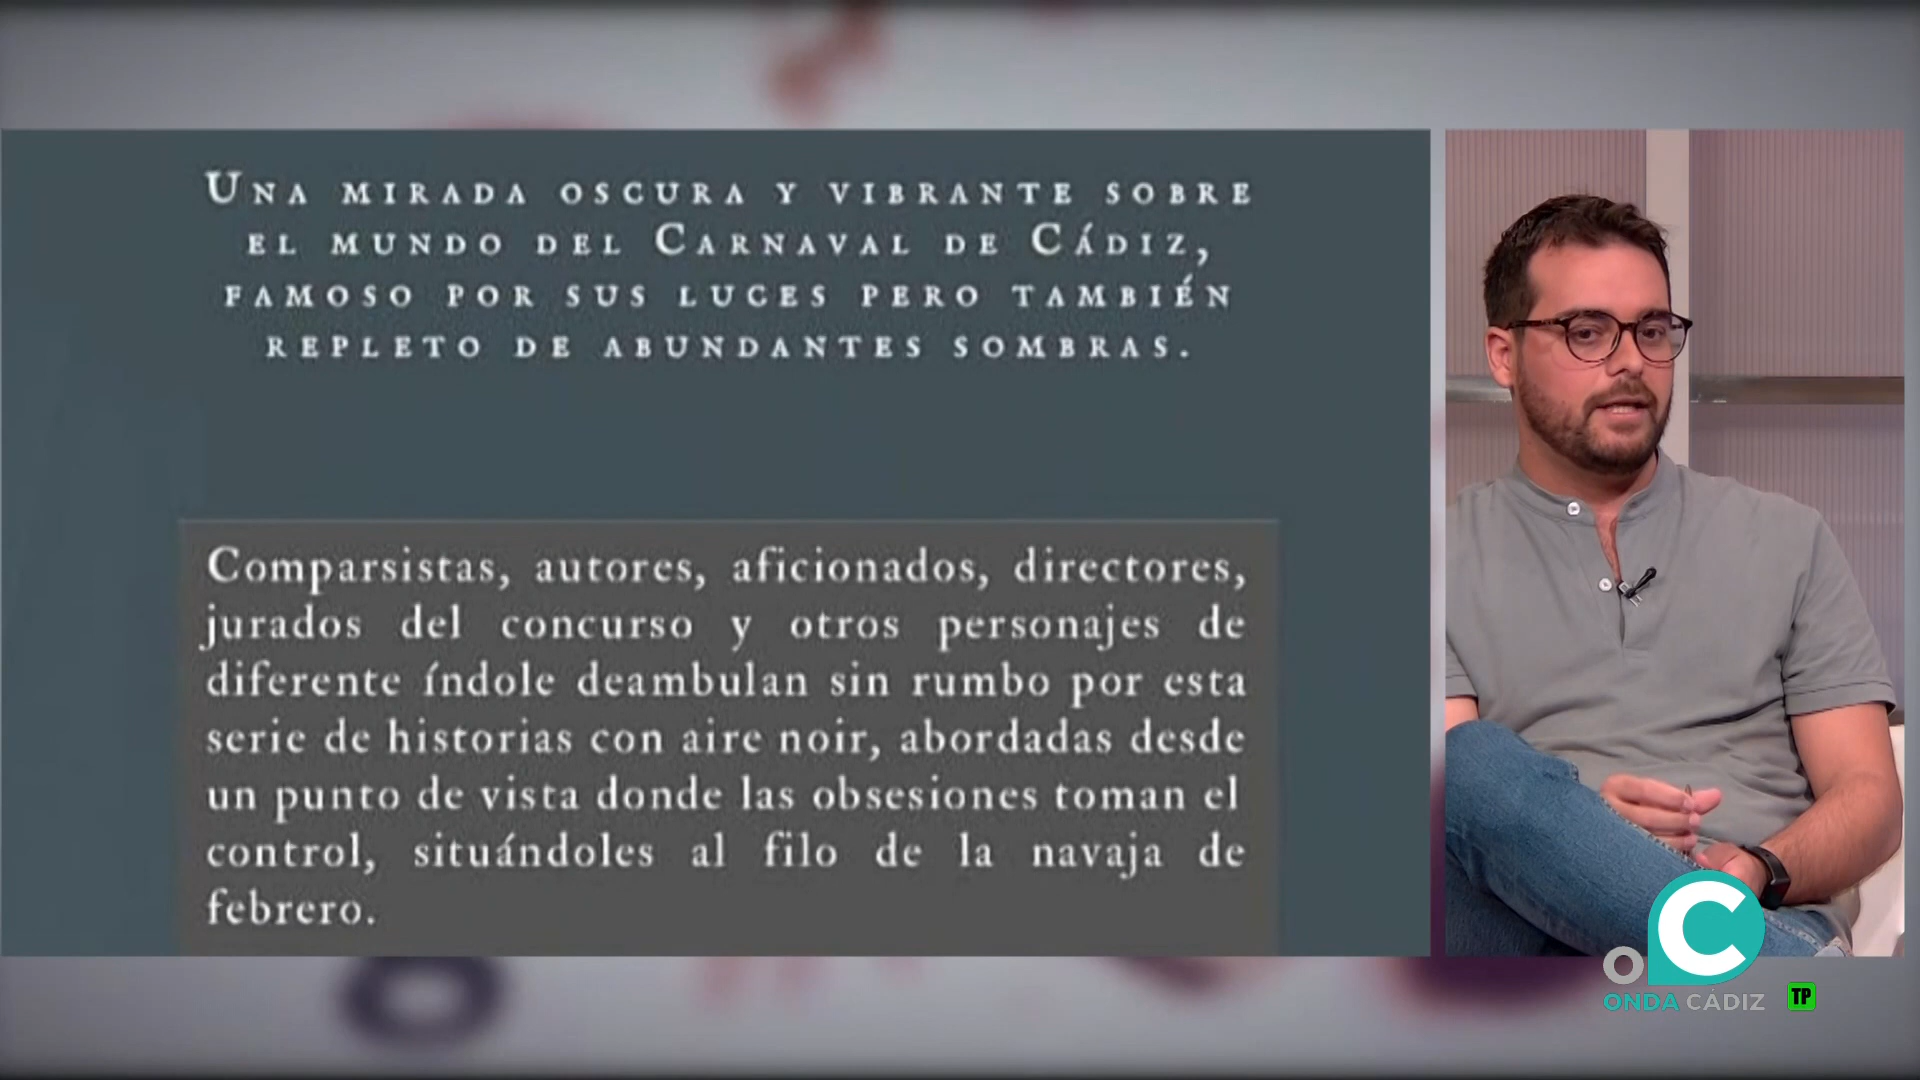 Una mirada oscura y vibrante sobre
el mundo del Carnaval de Cádiz,
famoso por sus luces pero también
repleto de abundantes sombras.
Comparsistas, autores, aficionados, directores,
jurados del concurso y otros personajes de
diferente índole deambulan sin rumbo por esta
serie de historias con aire noir, abordadas desde
un punto de vista donde las obsesiones toman el
control, situándoles al filo de la navaja de
febrero.
OC
ONDA CÁDIZ
TP